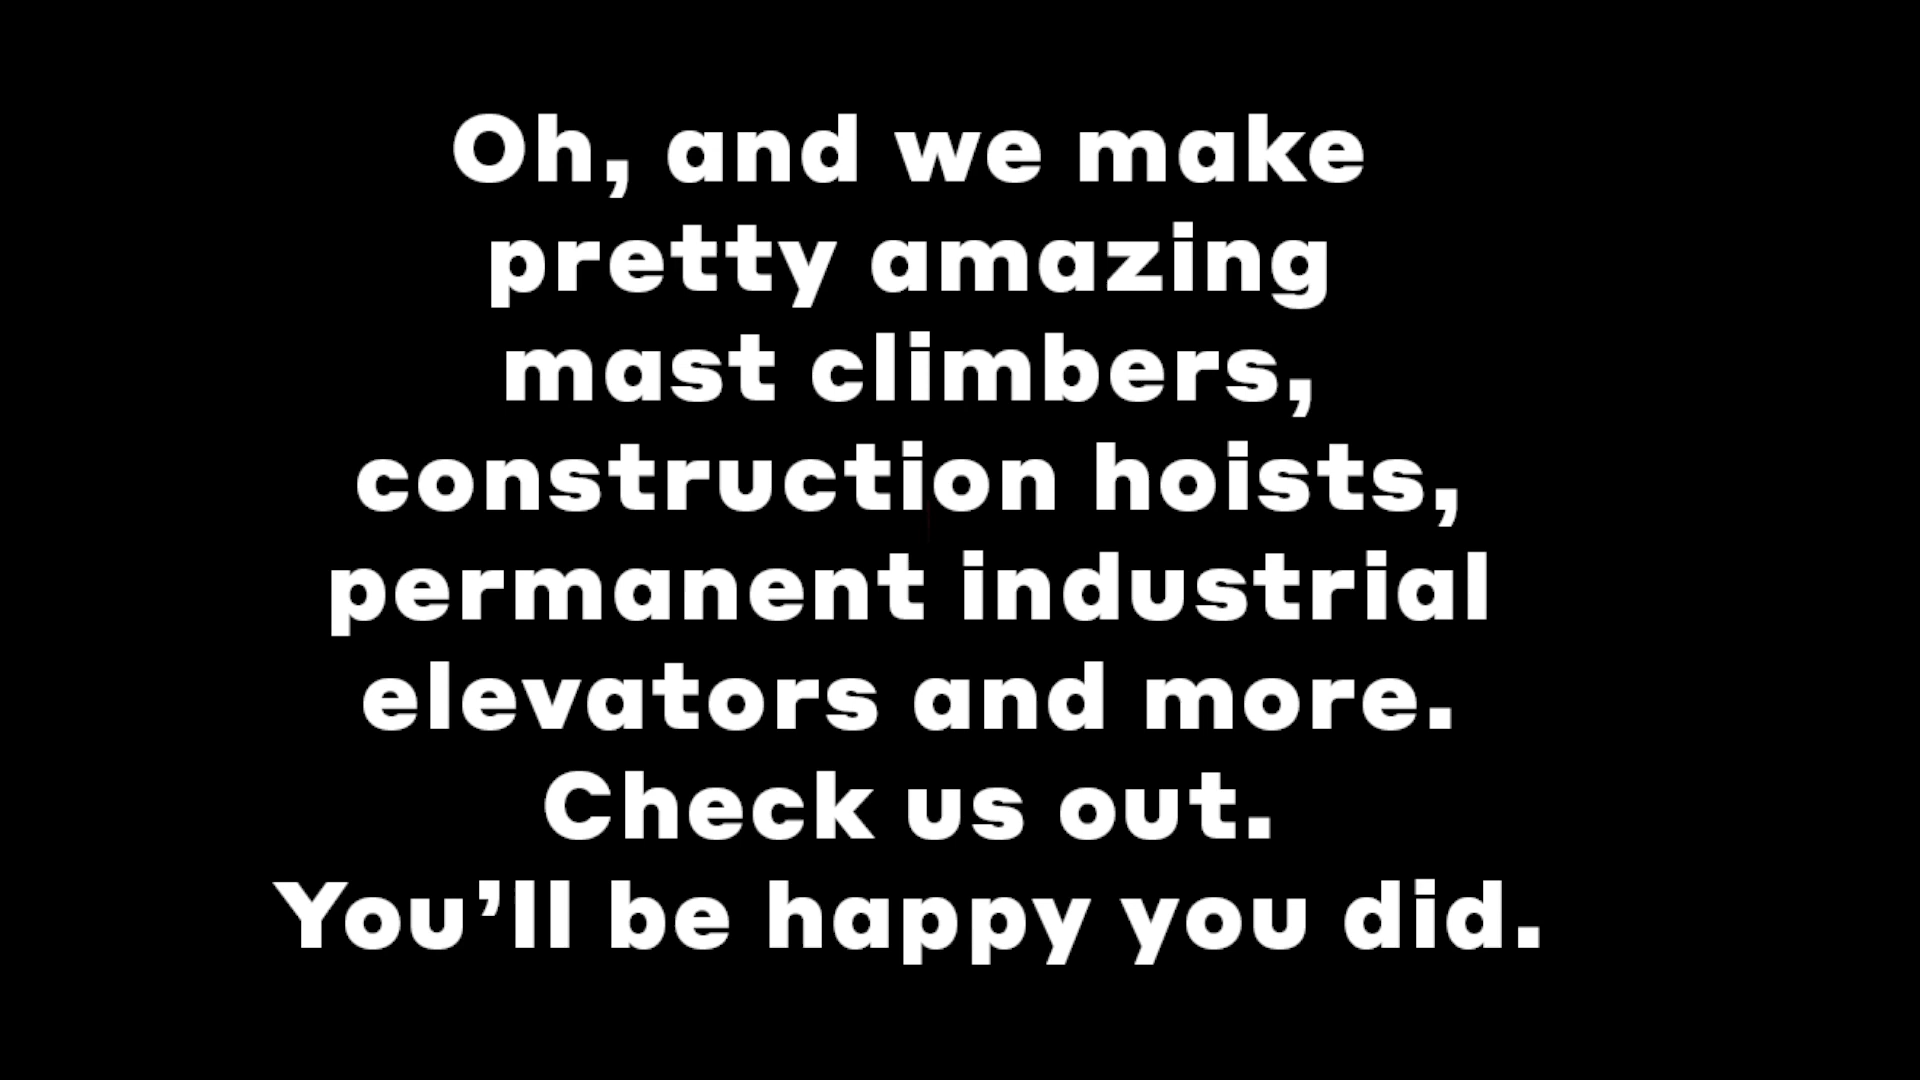 Oh, and we make
pretty amazing
mast climbers,
construction hoists,
permanent industrial
elevators and more.
Check us out.
You’ll be happy you did.